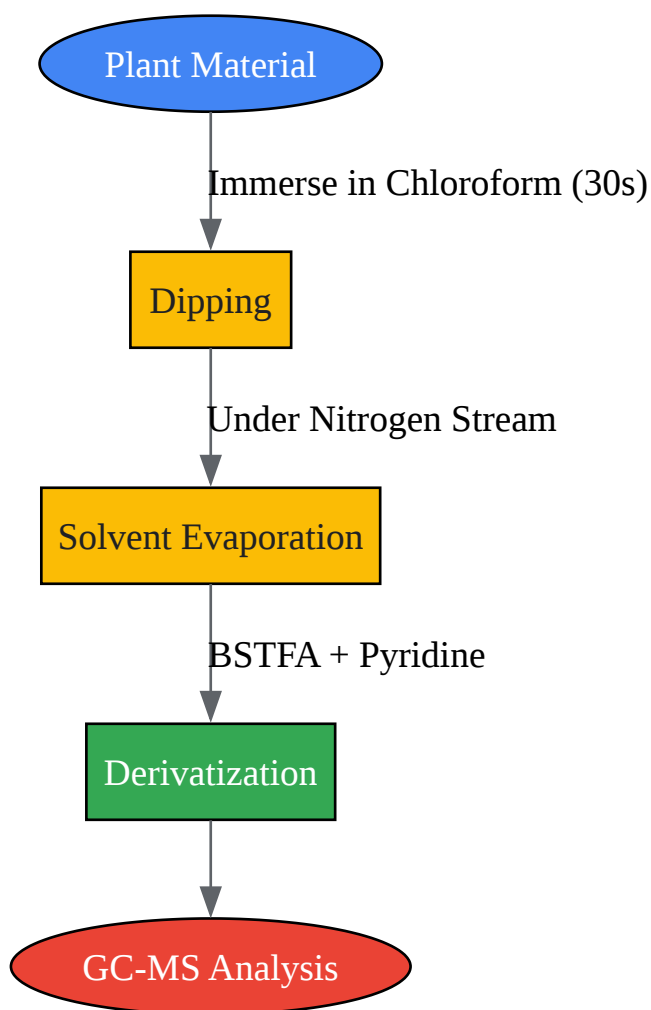 Plant Material
Immerse in Chloroform (30s)
Dipping
Under Nitrogen Stream
Solvent Evaporation
BSTFA + Pyridine
Derivatization
GC-MS Analysis